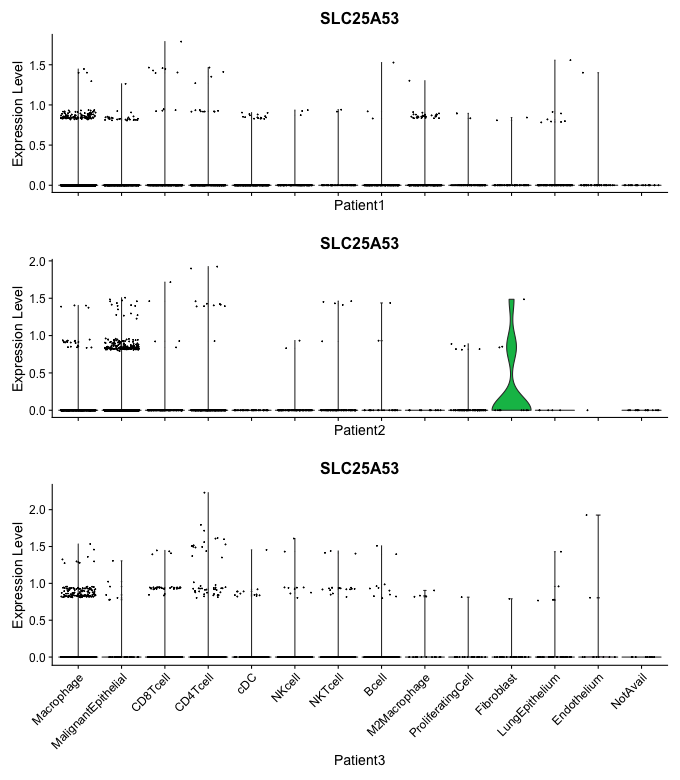 SLC25A53
Expression Level
1.5
1.0
0.5
0.0
Patient1
SLC25A53
Expression Level
2.0
1.5
1.0
0.5
0.0
Patient2
SLC25A53
Expression Level
2.0
1.5
1.0
0.5
0.0
Macrophage
MalignantEpithelial
CD8Tcell
CD4Tcell
cDC
NKcell
NKTcell
Bcell
M2Macrophage
ProliferatingCell
Fibroblast
LungEpithelium
Endothelium
NotAvail
Patient3